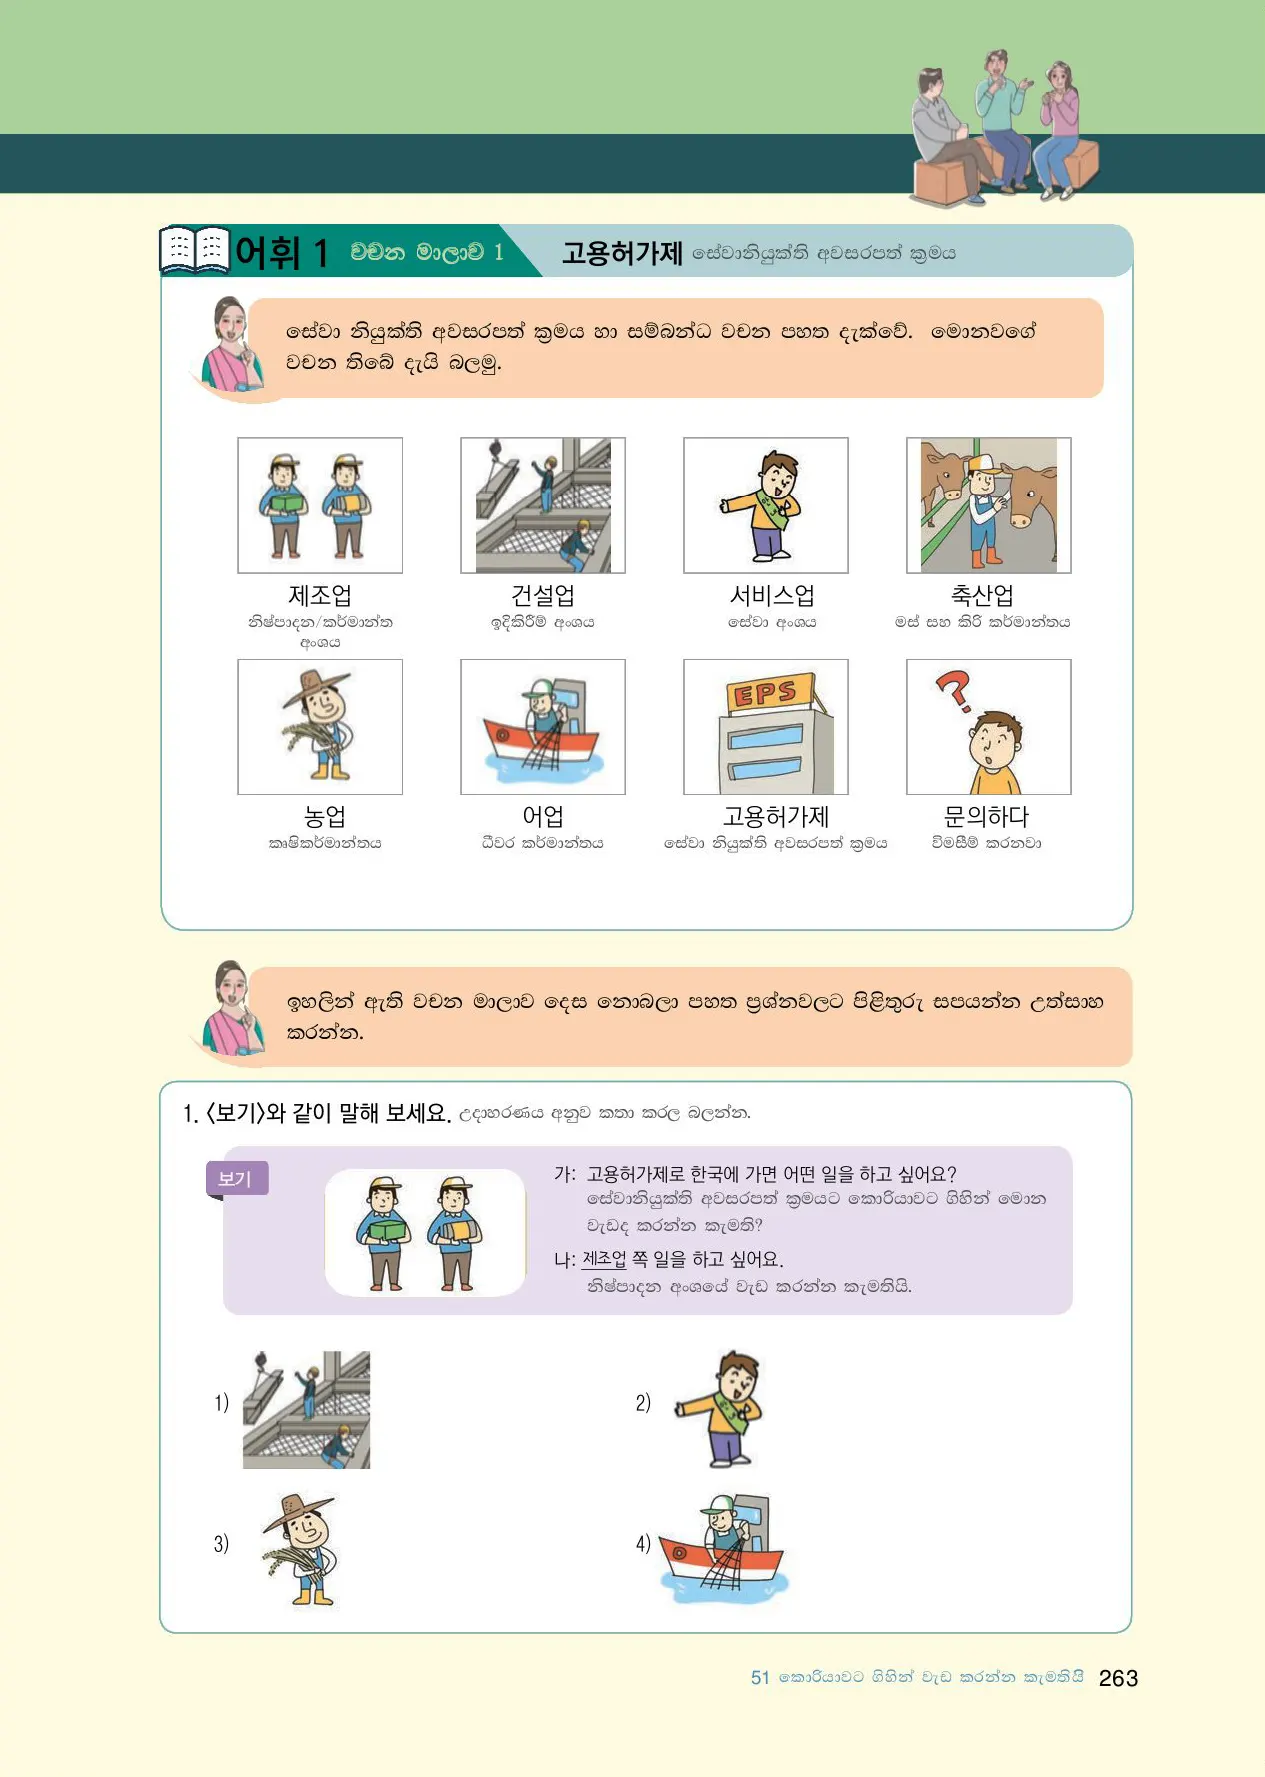 어휘 1 වචන මාලාව 1 고용허가제 සේවානියුක්ති අවසරපත් ක්‍රමය
සේවා නියුක්ති අවසරපත් ක්‍රමය හා සම්බන්ධ වචන පහත දැක්වේ. මොනවගේ
වචන තිබේ දැයි බලමු.
EPS
제조업 건설업 서비스업 축산업
නිෂ්පාදන/කර්මාන්ත ඉදිකිරීම් අංශය සේවා අංශය මස් සහ කිරි කර්මාන්තය
අංශය
농업 어업 고용허가제 문의하다
කෘෂිකර්මාන්තය ධීවර කර්මාන්තය සේවා නියුක්ති අවසරපත් ක්‍රමය විමසීම් කරනවා
ඉහලින් ඇති වචන මාලාව දෙස නොබලා පහත ප්‍රශ්නවලට පිළිතුරු සපයන්න උත්සාහ
කරන්න.
1. 〈보기〉와 같이 말해 보세요. උදාහරණය අනුව කතා කරල බලන්න.
보기
가: 고용허가제로 한국에 가면 어떤 일을 하고 싶어요?
සේවානියුක්ති අවසරපත් ක්‍රමයට කොරියාවට ගිහින් මොන
වැඩද කරන්න කැමති?
나: 제조업 쪽 일을 하고 싶어요.
නිෂ්පාදන අංශයේ වැඩ කරන්න කැමතියි.
1) 2)
3) 4)
51 කොරියාවට ගිහින් වැඩ කරන්න කැමතියි 263